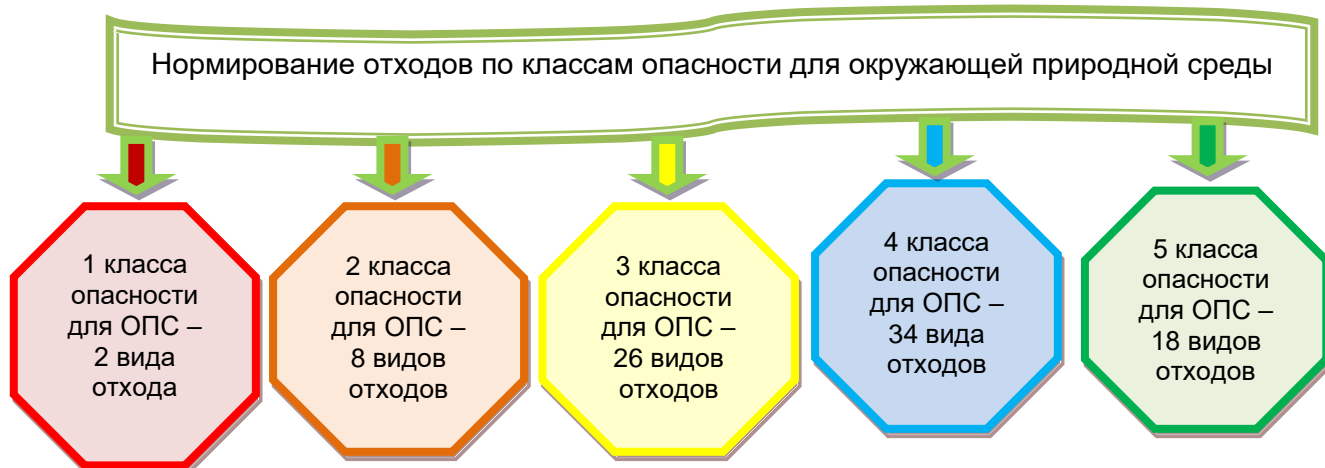 Нормирование отходов по классам опасности для окружающей природной среды
1 класса
опасности
для ОПС –
2 вида
отхода
2 класса
опасности
для ОПС –
8 видов
отходов
3 класса
опасности
для ОПС –
26 видов
отходов
4 класса
опасности
для ОПС –
34 вида
отходов
5 класса
опасности
для ОПС –
18 видов
отходов